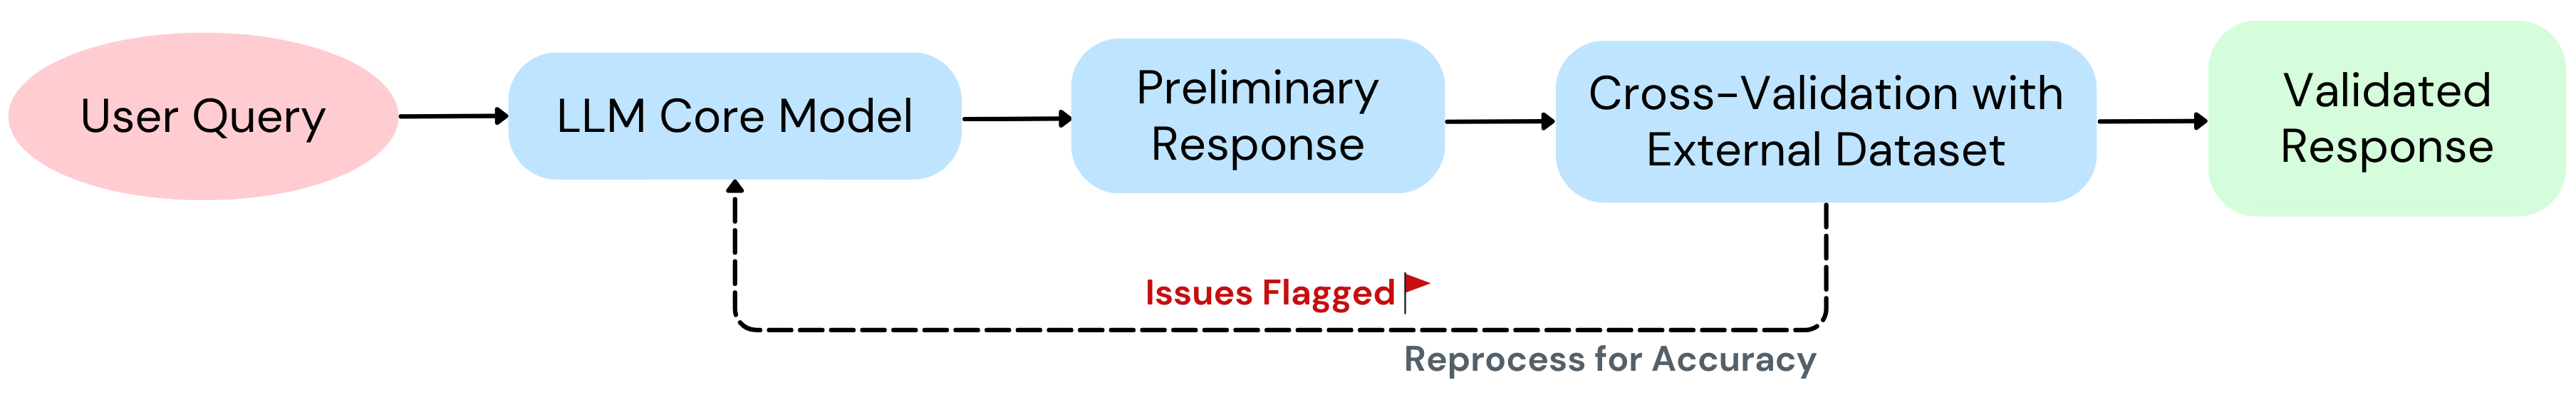 User Query
LLM Core Model
Preliminary
Response
Cross-Validation with
External Dataset
Validated
Response
Issues Flagged
Reprocess for Accuracy